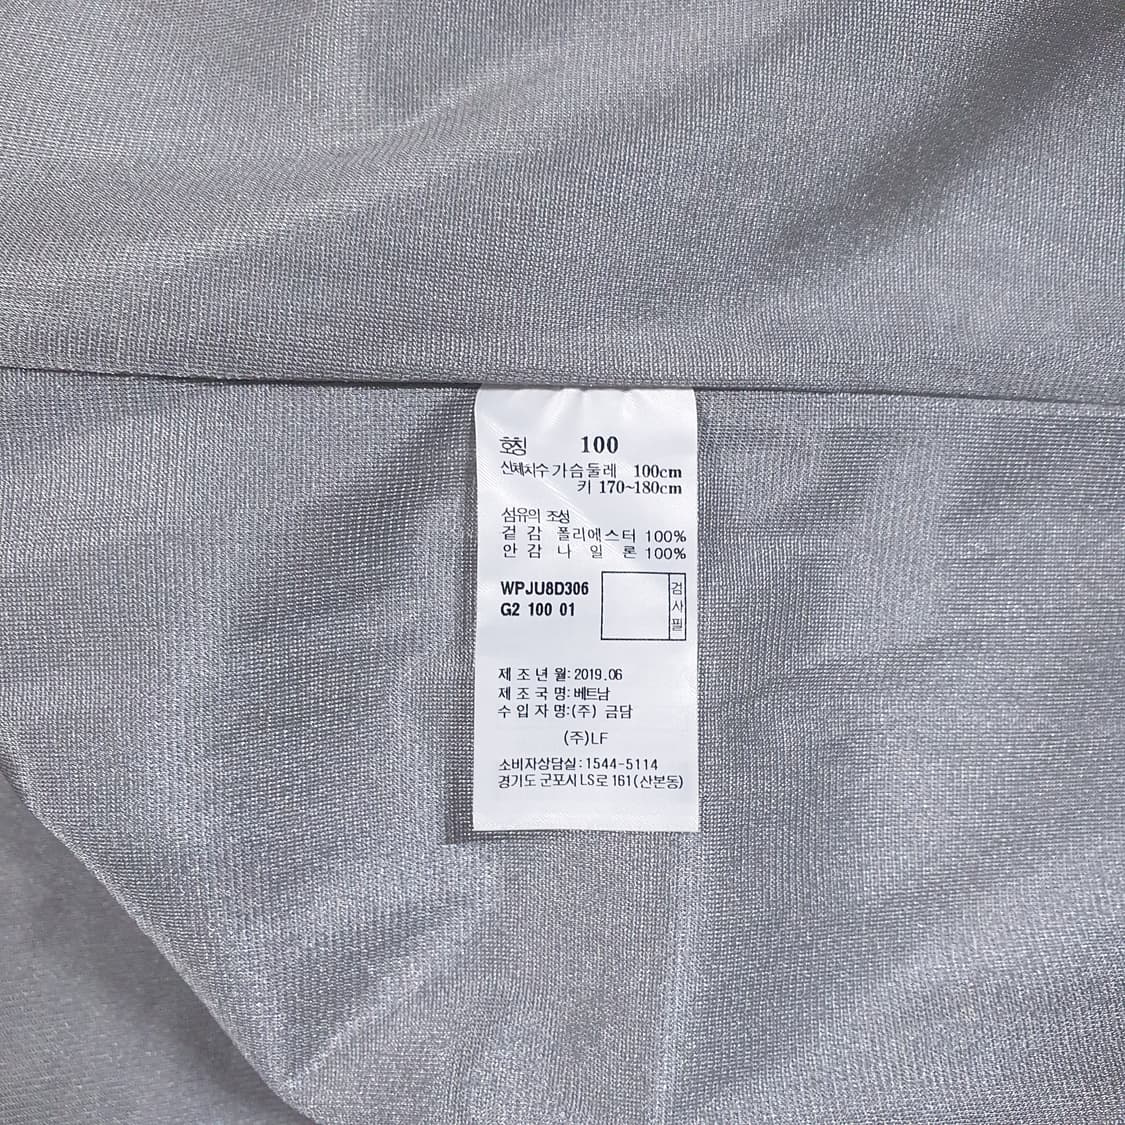 호칭 100
신체치수 가슴둘레 100cm
키 170~180cm
섬유의 조성
겉감 폴리에스터 100%
안감 나일론 100%
WPJU8D306
G2 100 01
검사필
제조년월: 2019.06
제조국명: 베트남
수입자명:(주) 금담
(주)LF
소비자상담실: 1544-5114
경기도 군포시 LS로 161(산본동)